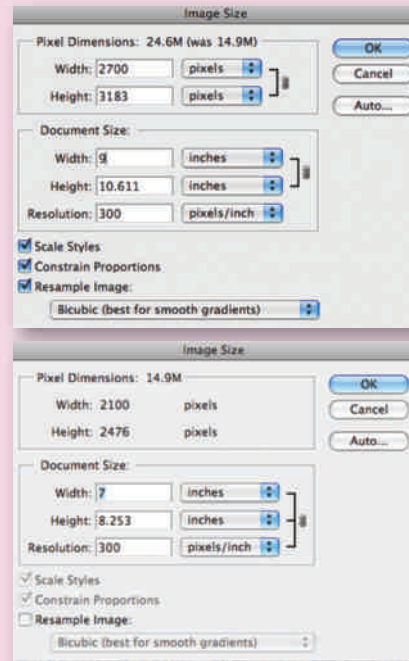 Image Size
Pixel Dimensions: 24.6M (was 14.9M)
Width: 2700 pixels
Height: 3183 pixels
OK
Cancel
Auto...
Document Size:
Width: 9 inches
Height: 10.611 inches
Resolution: 300 pixels/inch
Scale Styles
Constrain Proportions
Resample Image:
Bicubic (best for smooth gradients)
Image Size
Pixel Dimensions: 14.9M
Width: 2100 pixels
Height: 2476 pixels
OK
Cancel
Auto...
Document Size:
Width: 7 inches
Height: 8.253 inches
Resolution: 300 pixels/inch
Scale Styles
Constrain Proportions
Resample Image:
Bicubic (best for smooth gradients)